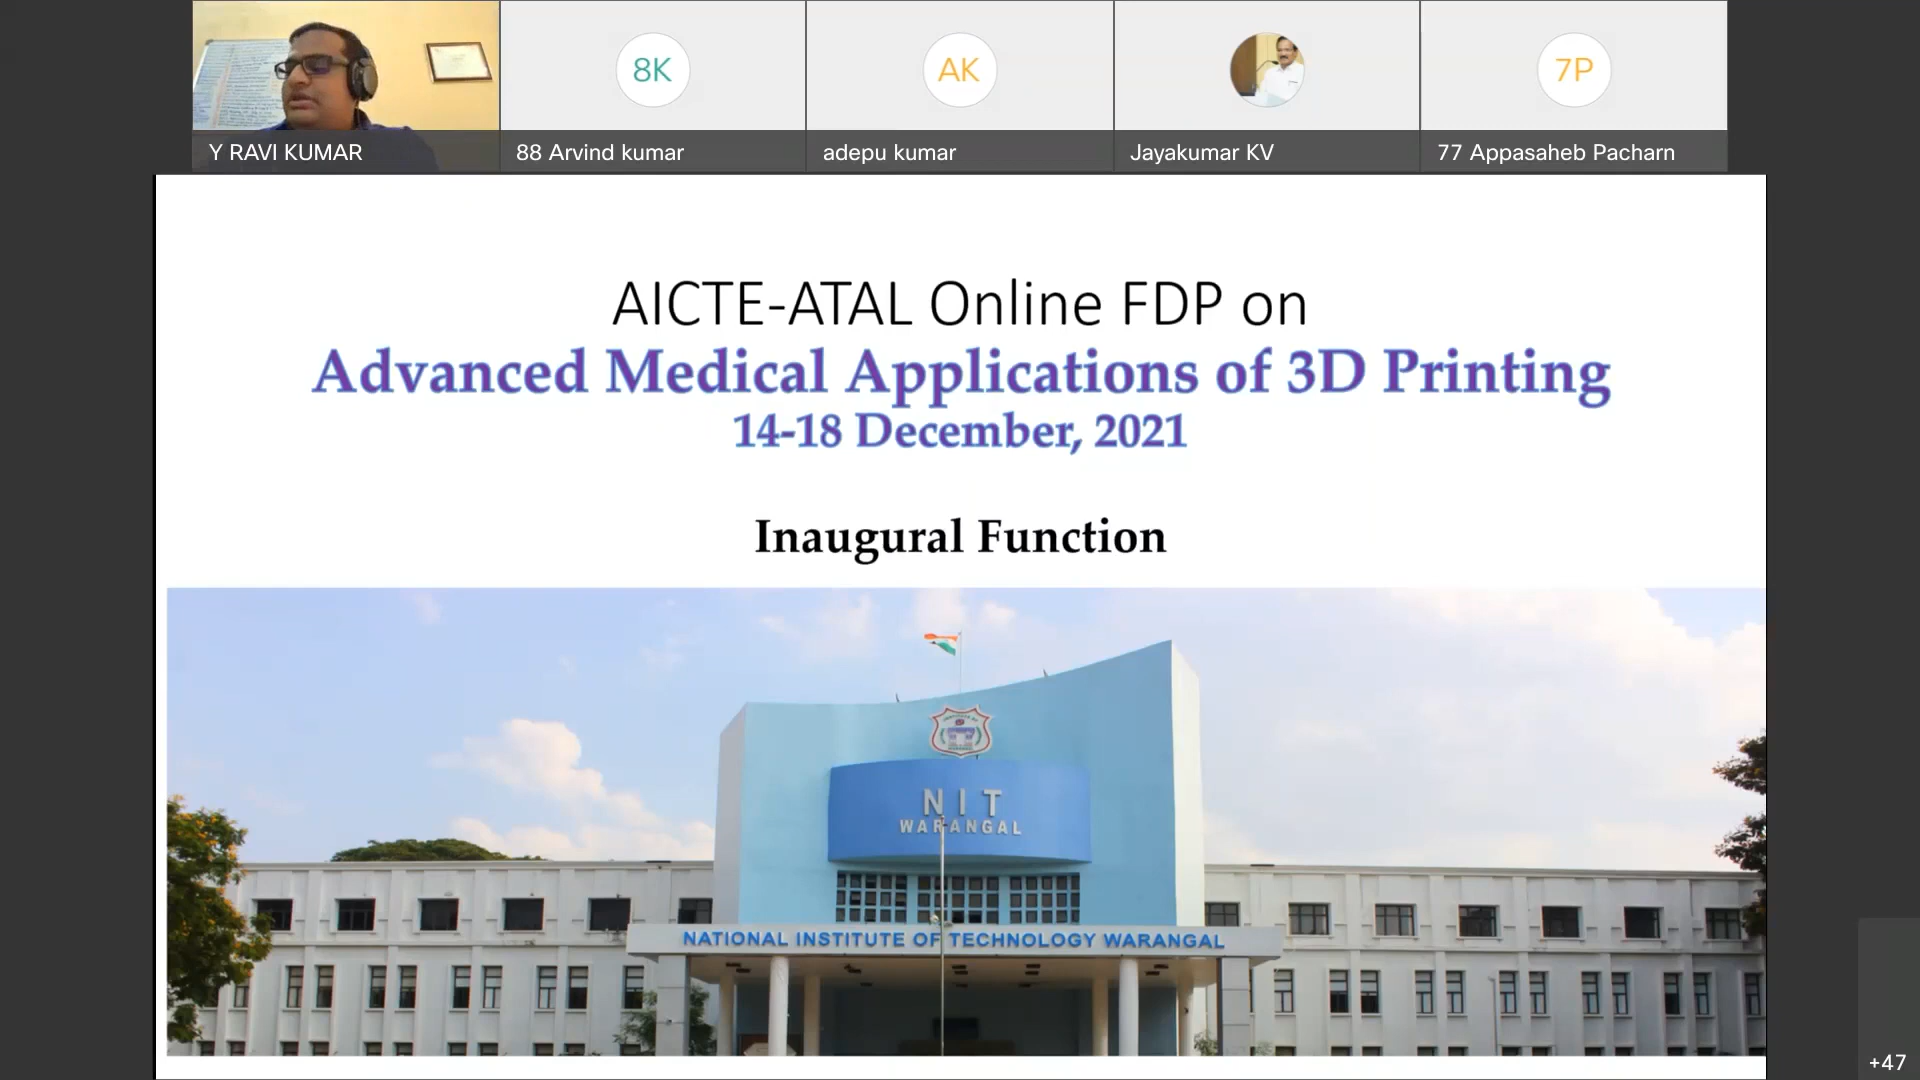 8K
AK
7P
Y RAVI KUMAR
88 Arvind kumar
adepu kumar
Jayakumar KV
77 Appasaheb Pacharn
AICTE-ATAL Online FDP on
Advanced Medical Applications of 3D Printing
14-18 December, 2021
Inaugural Function
NIT
WARANGAL
NATIONAL INSTITUTE OF TECHNOLOGY WARANGAL
+47